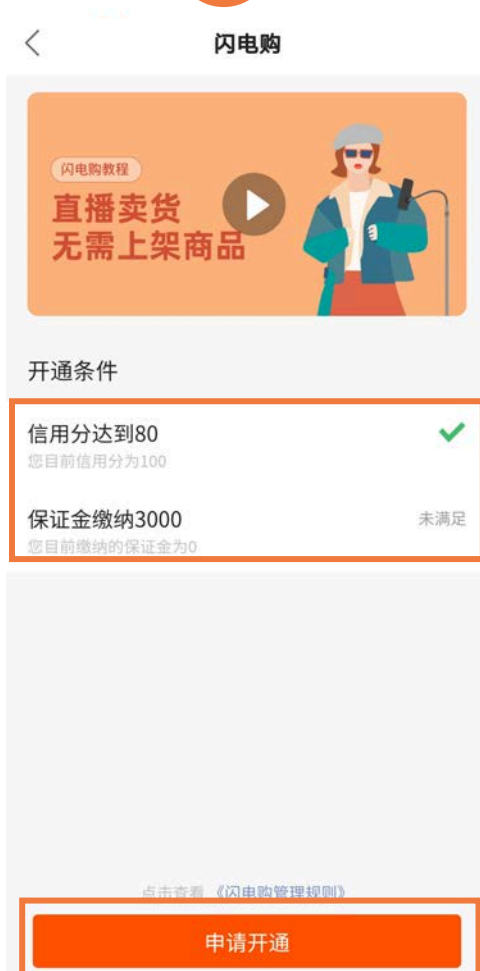 闪电购
闪电购教程
直播卖货
无需上架商品
开通条件
信用分达到80
您目前信用分为100
保证金缴纳3000
未满足
您目前缴纳的保证金为0
点击查看 《闪电购管理规则》
申请开通